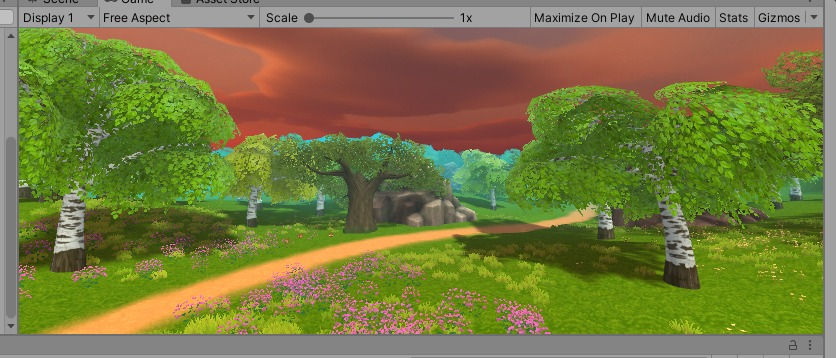 Scene Game Asset Store
Display 1 Free Aspect Scale 1x Maximize On Play Mute Audio Stats Gizmos